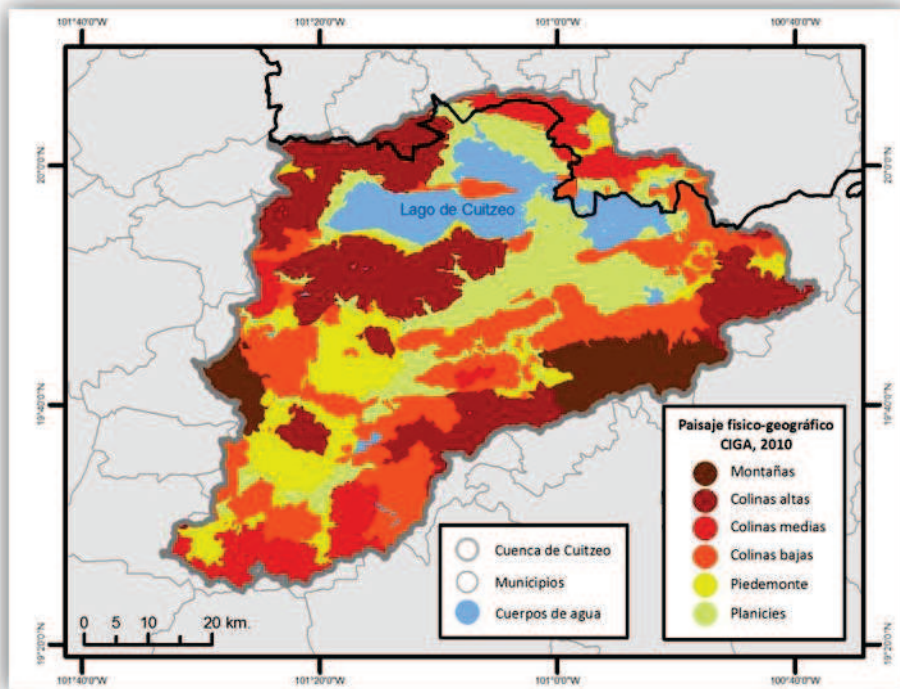 101°40'0"W 101°20'0"W 101°0'0"W 100°40'0"W
20°0'0"N 20°0'0"N
Lago de Cuitzeo
19°40'0"N 19°40'0"N
Paisaje fisico-geográfico
CIGA, 2010
Montañas
Colinas altas
Colinas medias
Colinas bajas
Piedemonte
Planicies
Cuenca de Cuitzeo
Municipios
Cuerpos de agua
0 5 10 20 km.
19°20'0"N 19°20'0"N
101°40'0"W 101°20'0"W 101°0'0"W 100°40'0"W